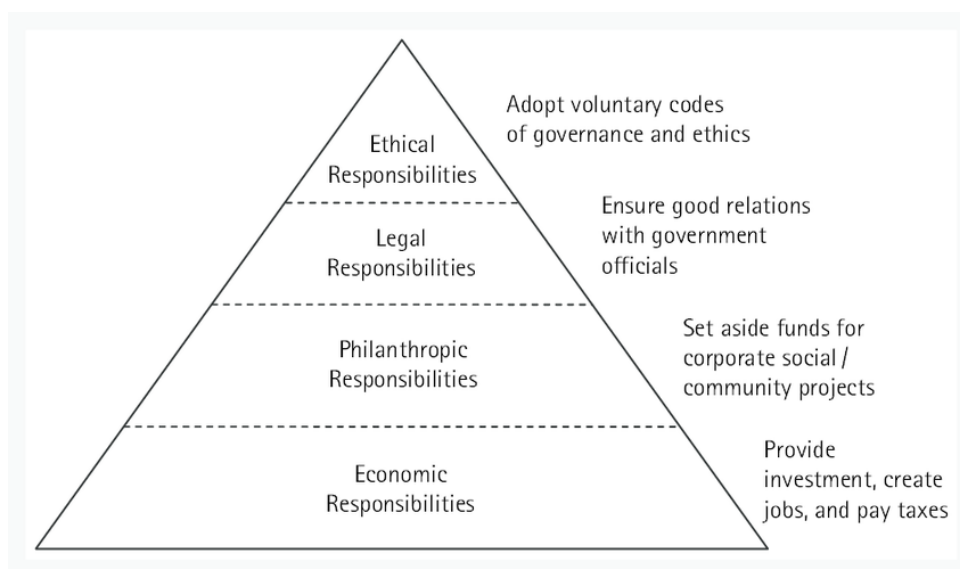 Adopt voluntary codes
of governance and ethics
Ethical
Responsibilities
Ensure good relations
with government
officials
Legal
Responsibilities
Set aside funds for
corporate social /
community projects
Philanthropic
Responsibilities
Provide
investment, create
jobs, and pay taxes
Economic
Responsibilities